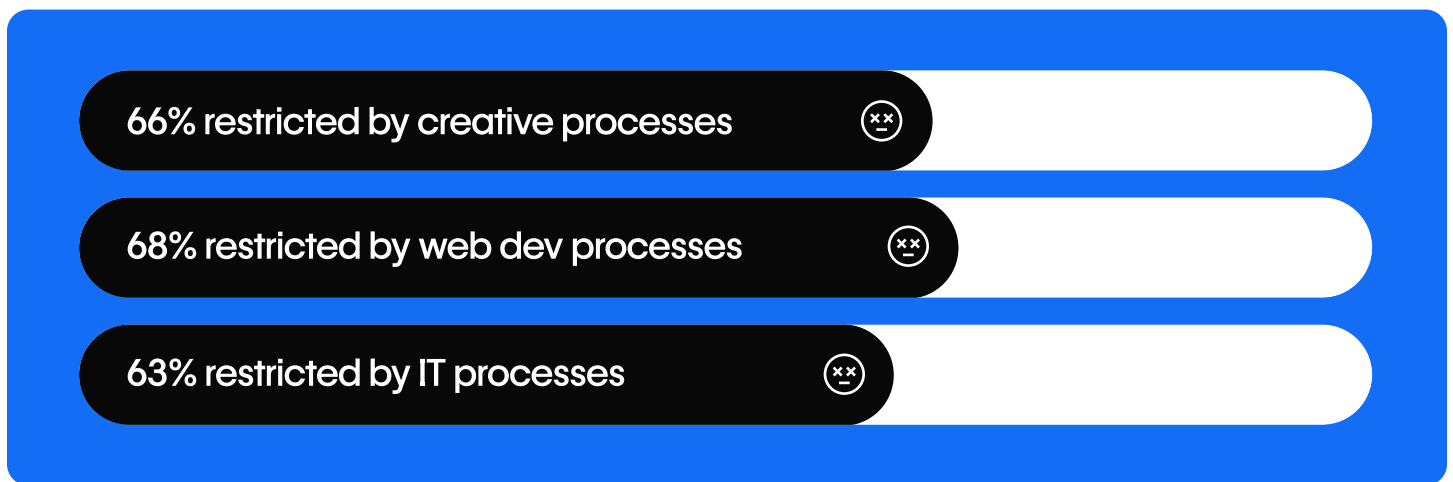 66% restricted by creative processes
68% restricted by web dev processes
63% restricted by IT processes